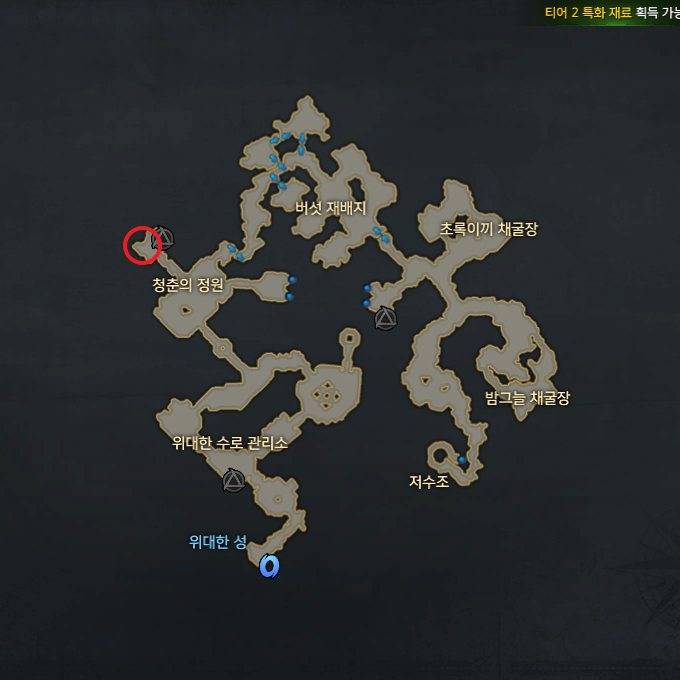 티어 2 특화 재료 획득 가능
버섯 재배지
초록이끼 채굴장
청춘의 정원
밤그늘 채굴장
위대한 수로 관리소
저수조
위대한 성